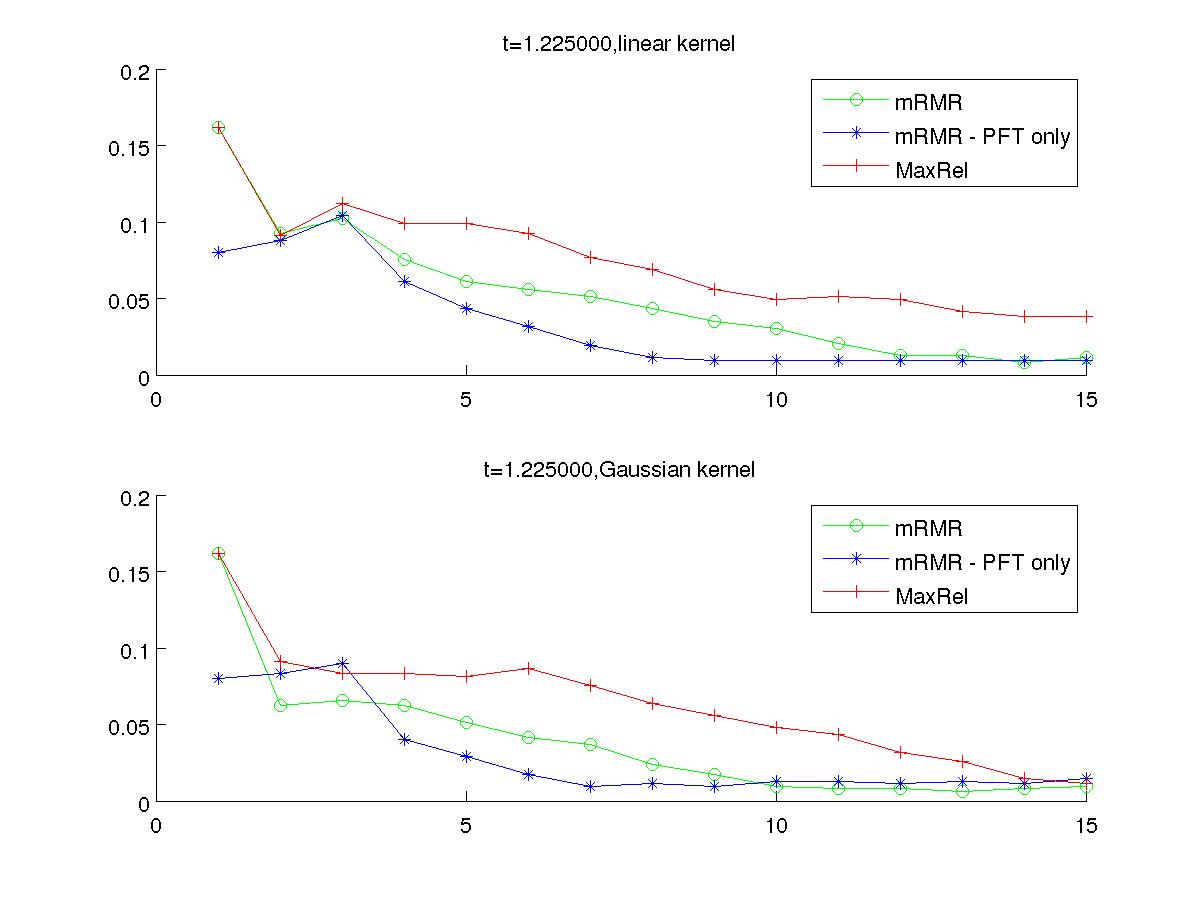 t=1.225000,linear kernel
0.2
0.15
0.1
0.05
0
0
5
10
15
mRMR
mRMR - PFT only
MaxRel
t=1.225000,Gaussian kernel
0.2
0.15
0.1
0.05
0
0
5
10
15
mRMR
mRMR - PFT only
MaxRel